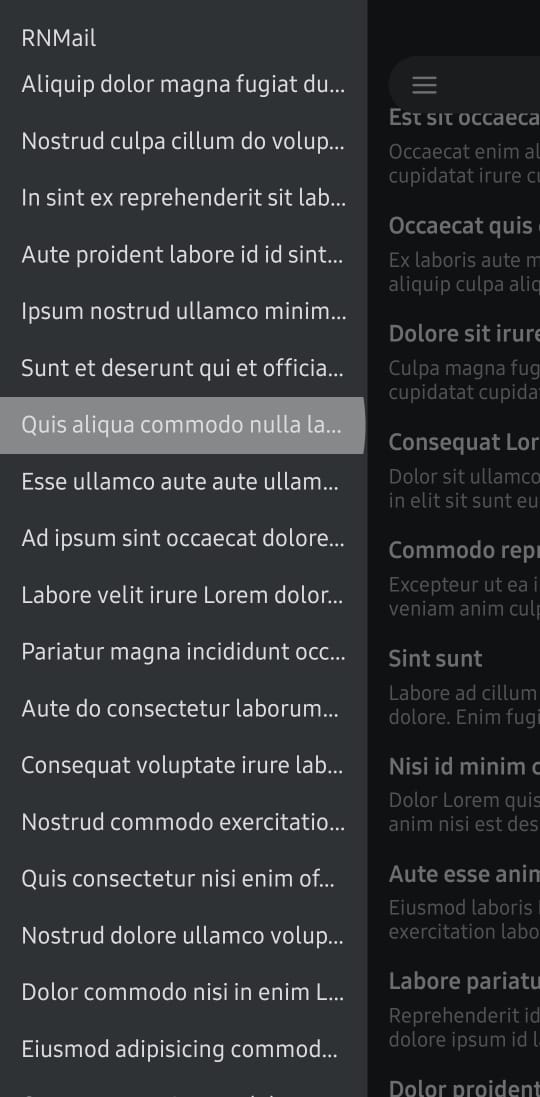 RNMail
Aliquip dolor magna fugiat du...
Nostrud culpa cillum do volup...
In sint ex reprehenderit sit lab...
Aute proident labore id id sint...
Ipsum nostrud ullamco minim...
Sunt et deserunt qui et officia...
Quis aliqua commodo nulla la...
Esse ullamco aute aute ullam...
Ad ipsum sint occaecat dolore...
Labore velit irure Lorem dolor...
Pariatur magna incididunt occ...
Aute do consectetur laborum...
Consequat voluptate irure lab...
Nostrud commodo exercitatio...
Quis consectetur nisi enim of...
Nostrud dolore ullamco volup...
Dolor commodo nisi in enim L...
Eiusmod adipisicing commod...
Est sit occaeca
Occaecat enim al
cupidatat irure cu
Occaecat quis
Ex laboris aute m
aliquip culpa aliq
Dolore sit irure
Culpa magna fug
cupidatat cupida
Consequat Lor
Dolor sit ullamco
in elit sit sunt eu
Commodo repr
Excepteur ut ea i
veniam anim culp
Sint sunt
Labore ad cillum
dolore. Enim fugi
Nisi id minim c
Dolor Lorem quis
anim nisi est des
Aute esse anim
Eiusmod laboris
exercitation labo
Labore pariatu
Reprehenderit id
dolore ipsum id l
Dolor proident